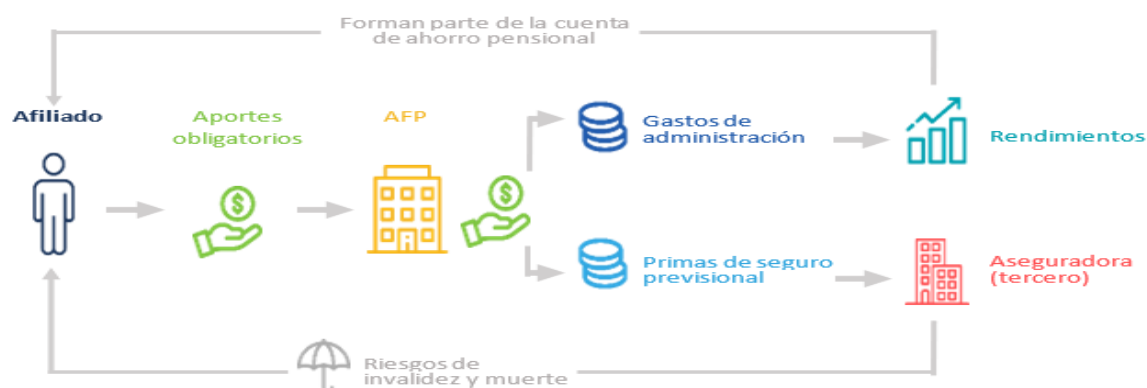 Forman parte de la cuenta
de ahorro pensional
Afiliado
Aportes
obligatorios
AFP
$
$
Gastos de
administración
Rendimientos
Primas de seguro
previsional
Aseguradora
(tercero)
Riesgos de
invalidez y muerte